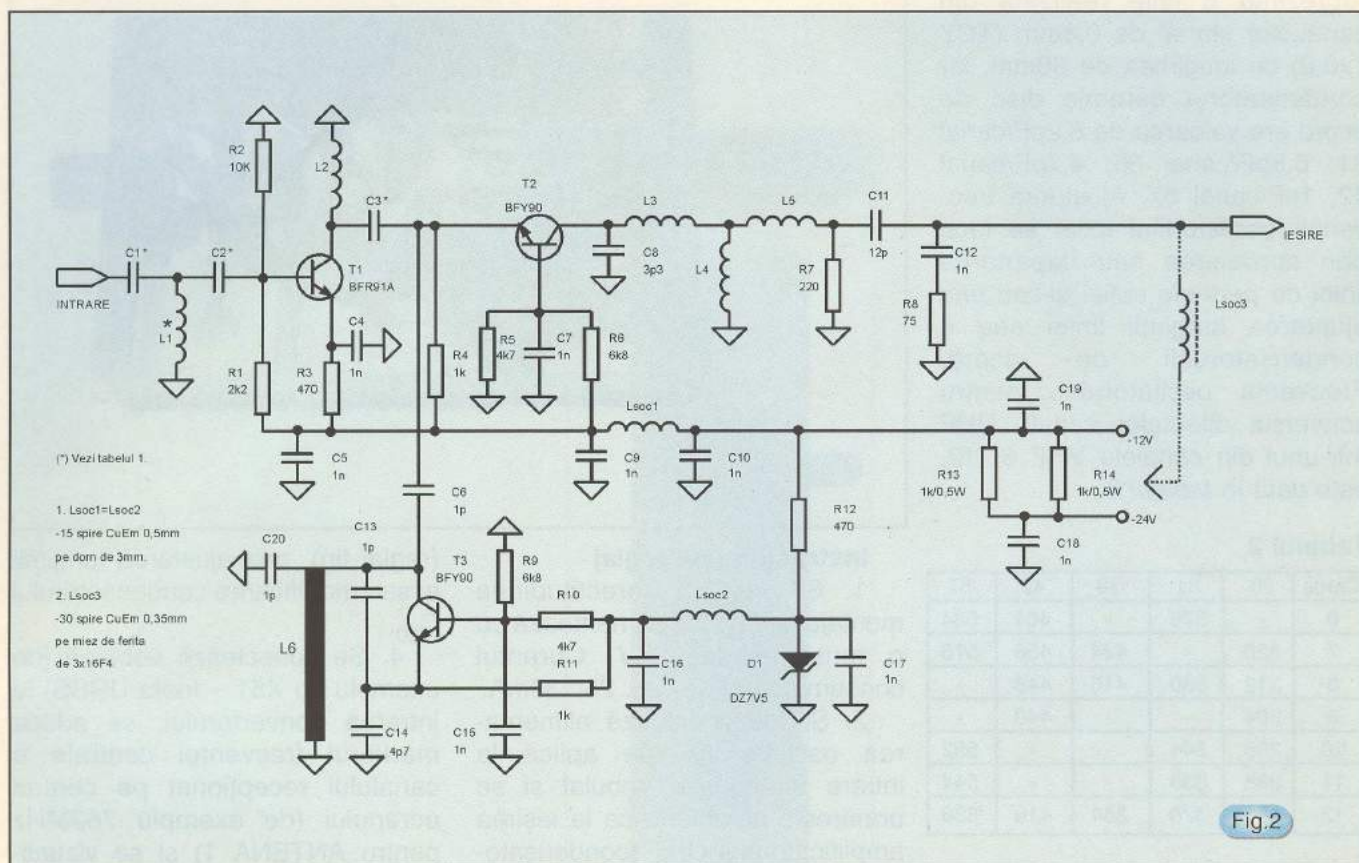 R2
10K
L2
C3*
T2
BFY90
L3
L5
C11
12p
IESIRE
C1*
C2*
INTRARE
*
L1
T1
BFR91A
C4
1n
C8
3p3
L4
R7
220
C12
1n
R8
75
Lsoc3
R1
2k2
R3
470
R4
1k
R5
4k7
C7
1n
R6
6k8
C19
1n
-12V
Lsoc1
C5
1n
C9
1n
C10
1n
R13
1k/0,5W
R14
1k/0,5W
-24V
C18
1n
(*) Vezi tabelul 1.
1. Lsoc1=Lsoc2
-15 spire CuEm 0,5mm
pe dorn de 3mm.
2. Lsoc3
-30 spire CuEm 0,35mm
pe miez de ferita
de 3x16F4.
C6
1p
R12
470
C20
1p
C13
1p
T3
BFY90
R9
6k8
R10
4k7
R11
1k
Lsoc2
L6
C16
1n
D1
DZ7V5
C17
1n
C14
4p7
C15
1n
Fig.2